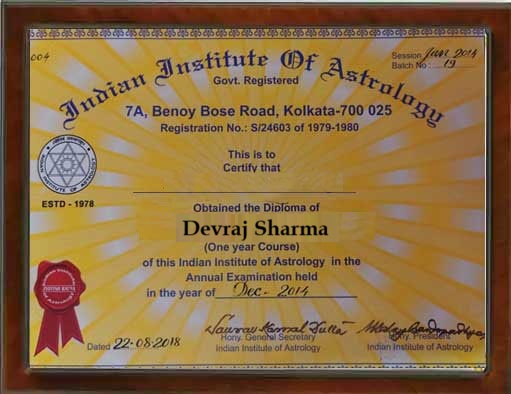 004
Session Jun 2014
Batch No : 19
Indian Institute Of Astrology
Govt. Registered
7A, Benoy Bose Road, Kolkata-700 025
Registration No.: S/24603 of 1979-1980
This is to
Certify that
ESTD - 1978
Obtained the Diploma of
Devraj Sharma
(One year Course)
of this Indian Institute of Astrology in the
Annual Examination held
in the year of Dec - 2014
Dated 22-08-2018
Hony. General Secretary
Indian Institute of Astrology
Hony. President
Indian Institute of Astrology